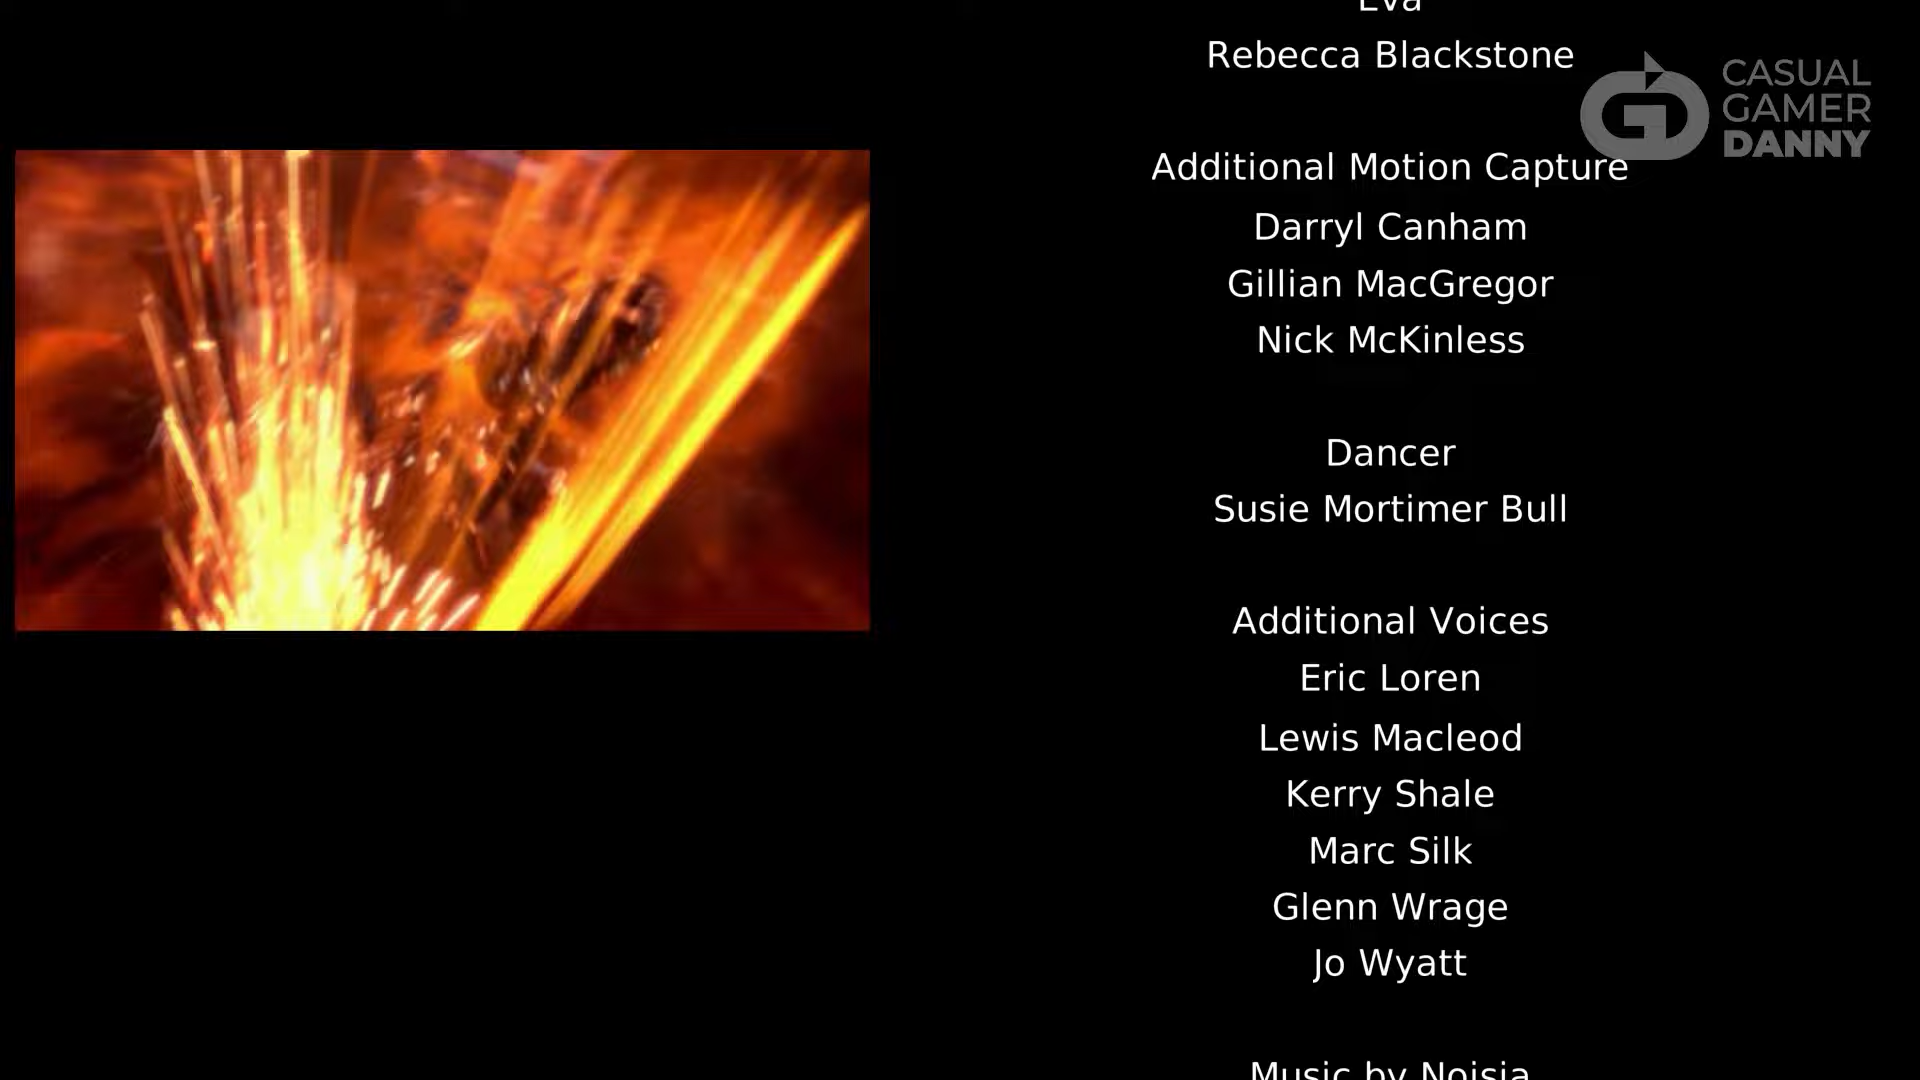 Eva
Rebecca Blackstone
CASUAL
GAMER
DANNY
Additional Motion Capture
Darryl Canham
Gillian MacGregor
Nick McKinless
Dancer
Susie Mortimer Bull
Additional Voices
Eric Loren
Lewis Macleod
Kerry Shale
Marc Silk
Glenn Wrage
Jo Wyatt
Music by Noisia